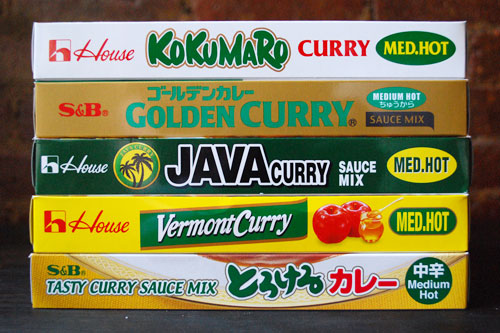 House KOKUMARO CURRY MED.HOT
ゴールデンカレー
S&B GOLDEN CURRY® MEDIUM HOT
ちゅうから
SAUCE MIX
House JAVA CURRY SAUCE MIX MED.HOT
House Vermont Curry MED.HOT
S&B®
TASTY CURRY SAUCE MIX とろける カレー 中辛
Medium
Hot